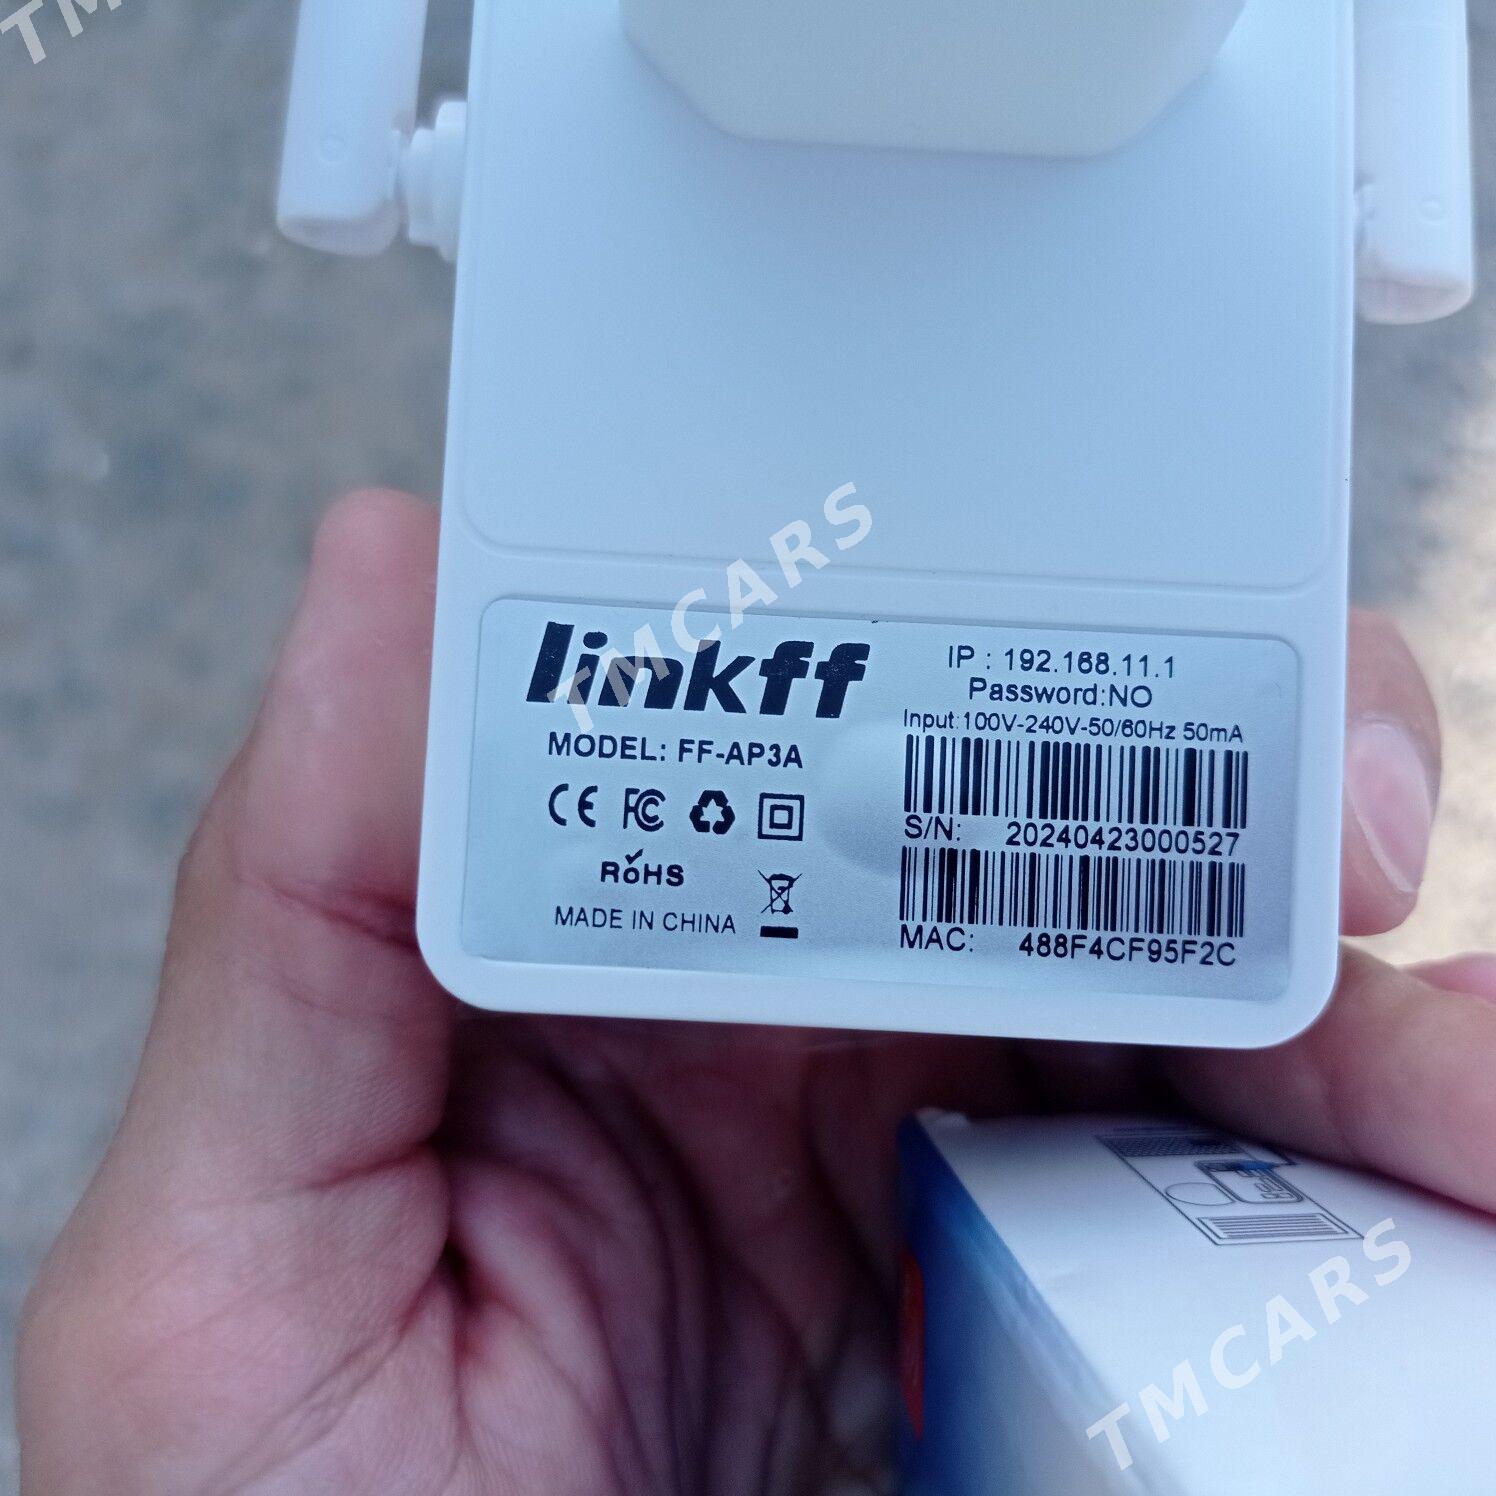 linkff
MODEL: FF-AP3A
CE FC
RoHS
MADE IN CHINA
IP : 192.168.11.1
Password:NO
Input:100V-240V-50/60Hz 50mA
S/N: 20240423000527
MAC: 488F4CF95F2C
TMCARS
TMCARS
TM